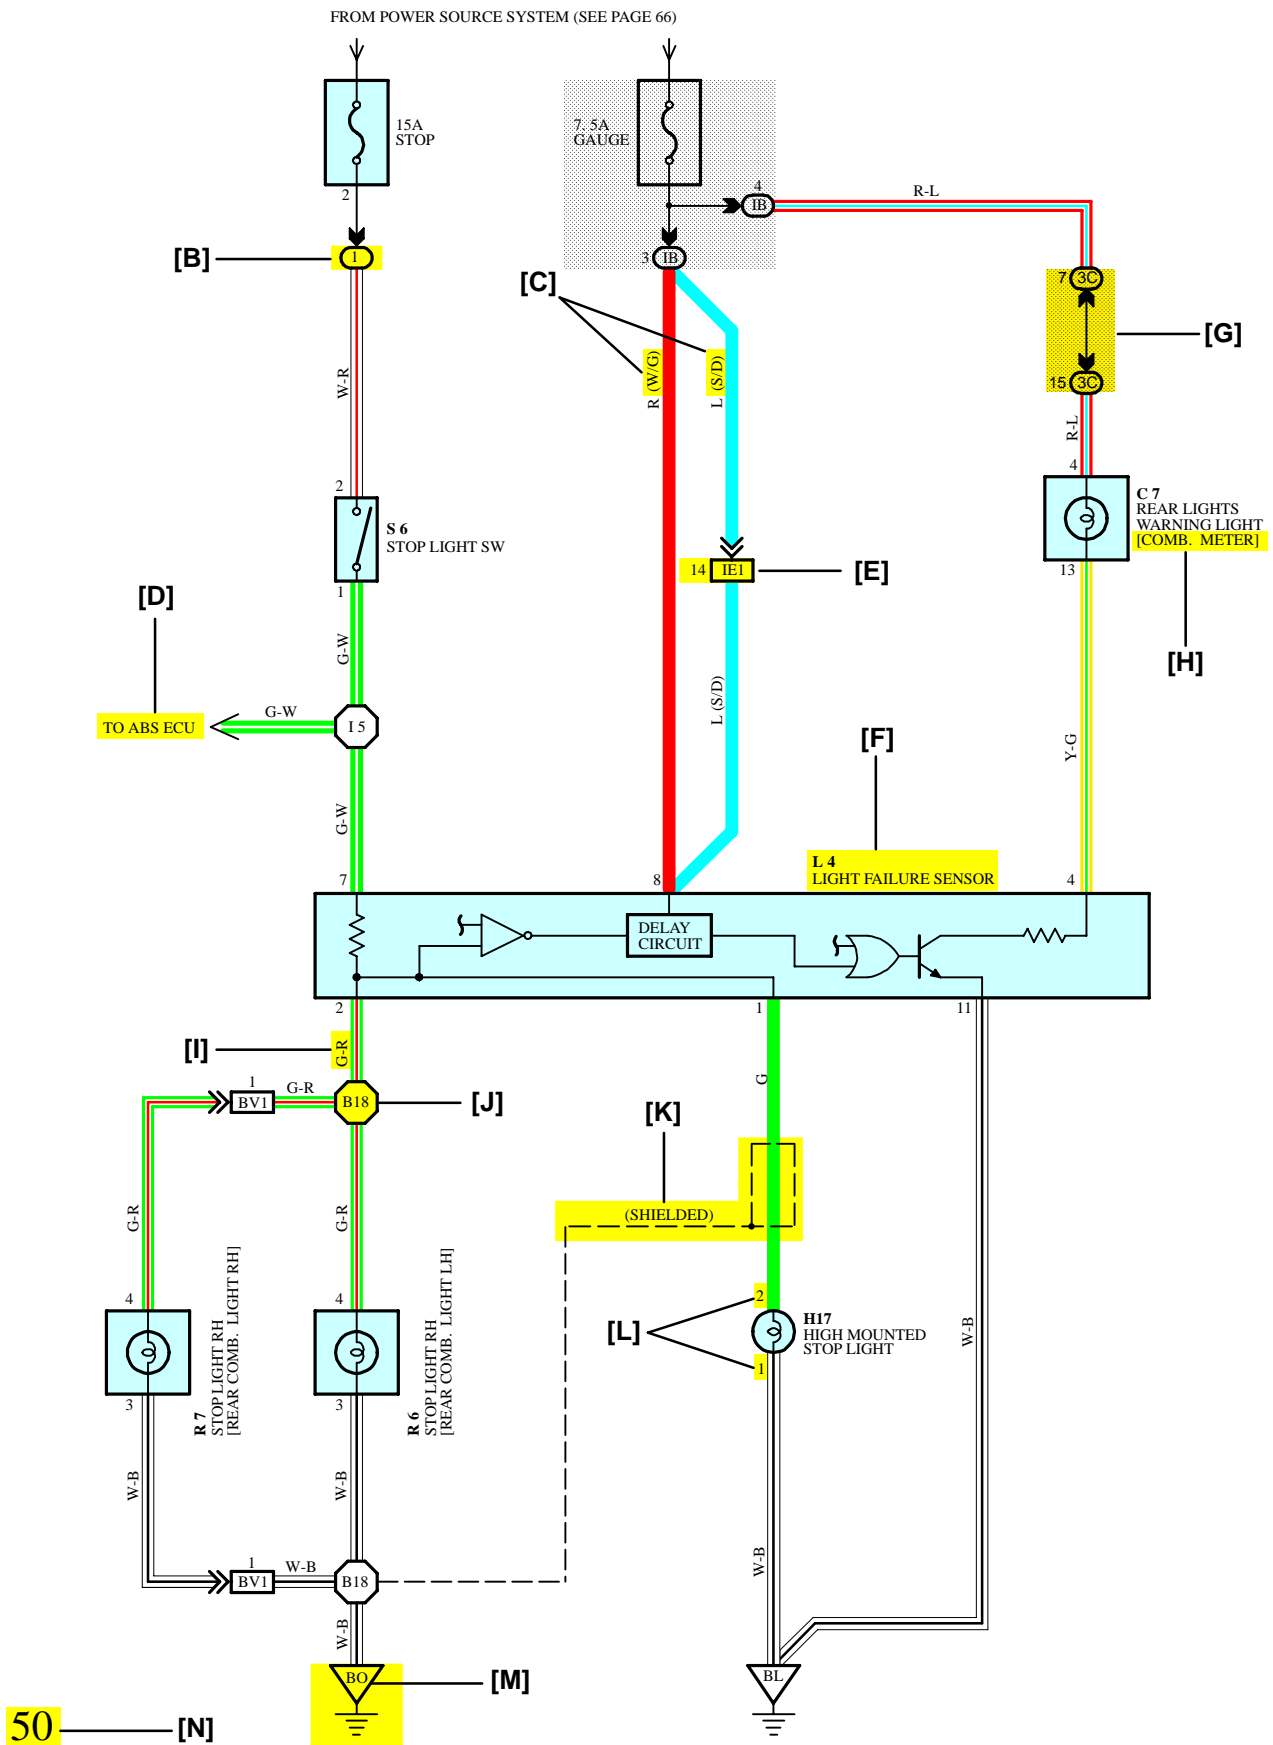 FROM POWER SOURCE SYSTEM (SEE PAGE 66)
15A
STOP
7. 5A
GAUGE
2
4
IB
R-L
[B]
1
3
IB
[C]
7
3C
[G]
15
3C
W-R
R (W/G)
L (S/D)
R-L
2
4
S 6
STOP LIGHT SW
C 7
REAR LIGHTS
WARNING LIGHT
[COMB. METER]
1
14
IE1
[E]
13
[D]
G-W
[H]
TO ABS ECU
G-W
I 5
L (S/D)
[F]
Y-G
G-W
7
8
L 4
LIGHT FAILURE SENSOR
4
DELAY
CIRCUIT
2
1
11
[I]
G-R
G
1
BV1
G-R
B18
[J]
[K]
G-R
G-R
(SHIELDED)
4
R 7
STOP LIGHT RH
[REAR COMB. LIGHT RH]
4
R 6
STOP LIGHT RH
[REAR COMB. LIGHT LH]
2
[L]
H17
HIGH MOUNTED
STOP LIGHT
W-B
1
3
3
W-B
W-B
W-B
1
BV1
W-B
B18
W-B
BO
[M]
BL
50
[N]